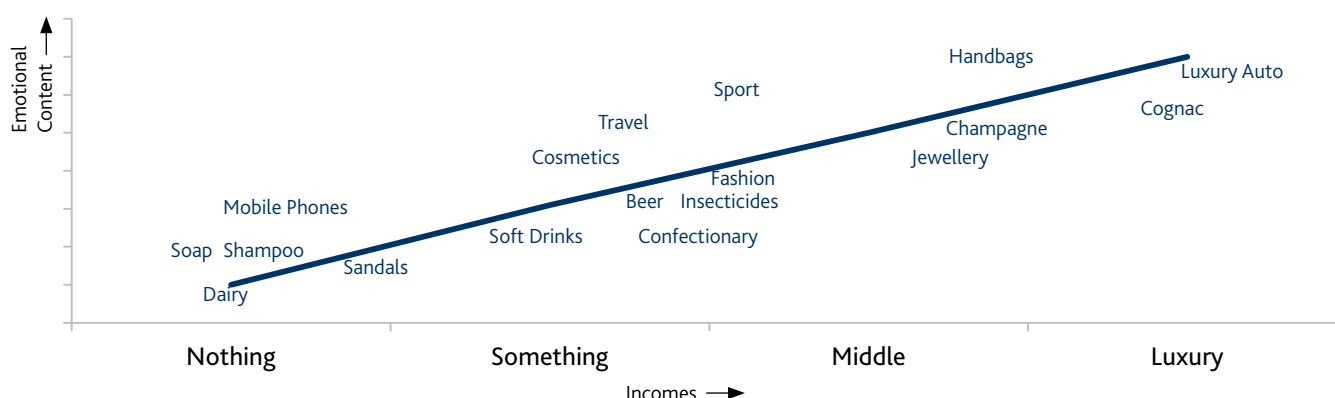 Emotional
Content
Handbags
Luxury Auto
Sport
Cognac
Travel
Champagne
Cosmetics
Jewellery
Fashion
Beer
Insecticides
Mobile Phones
Soft Drinks
Confectionary
Soap
Shampoo
Sandals
Dairy
Nothing
Something
Middle
Luxury
Incomes